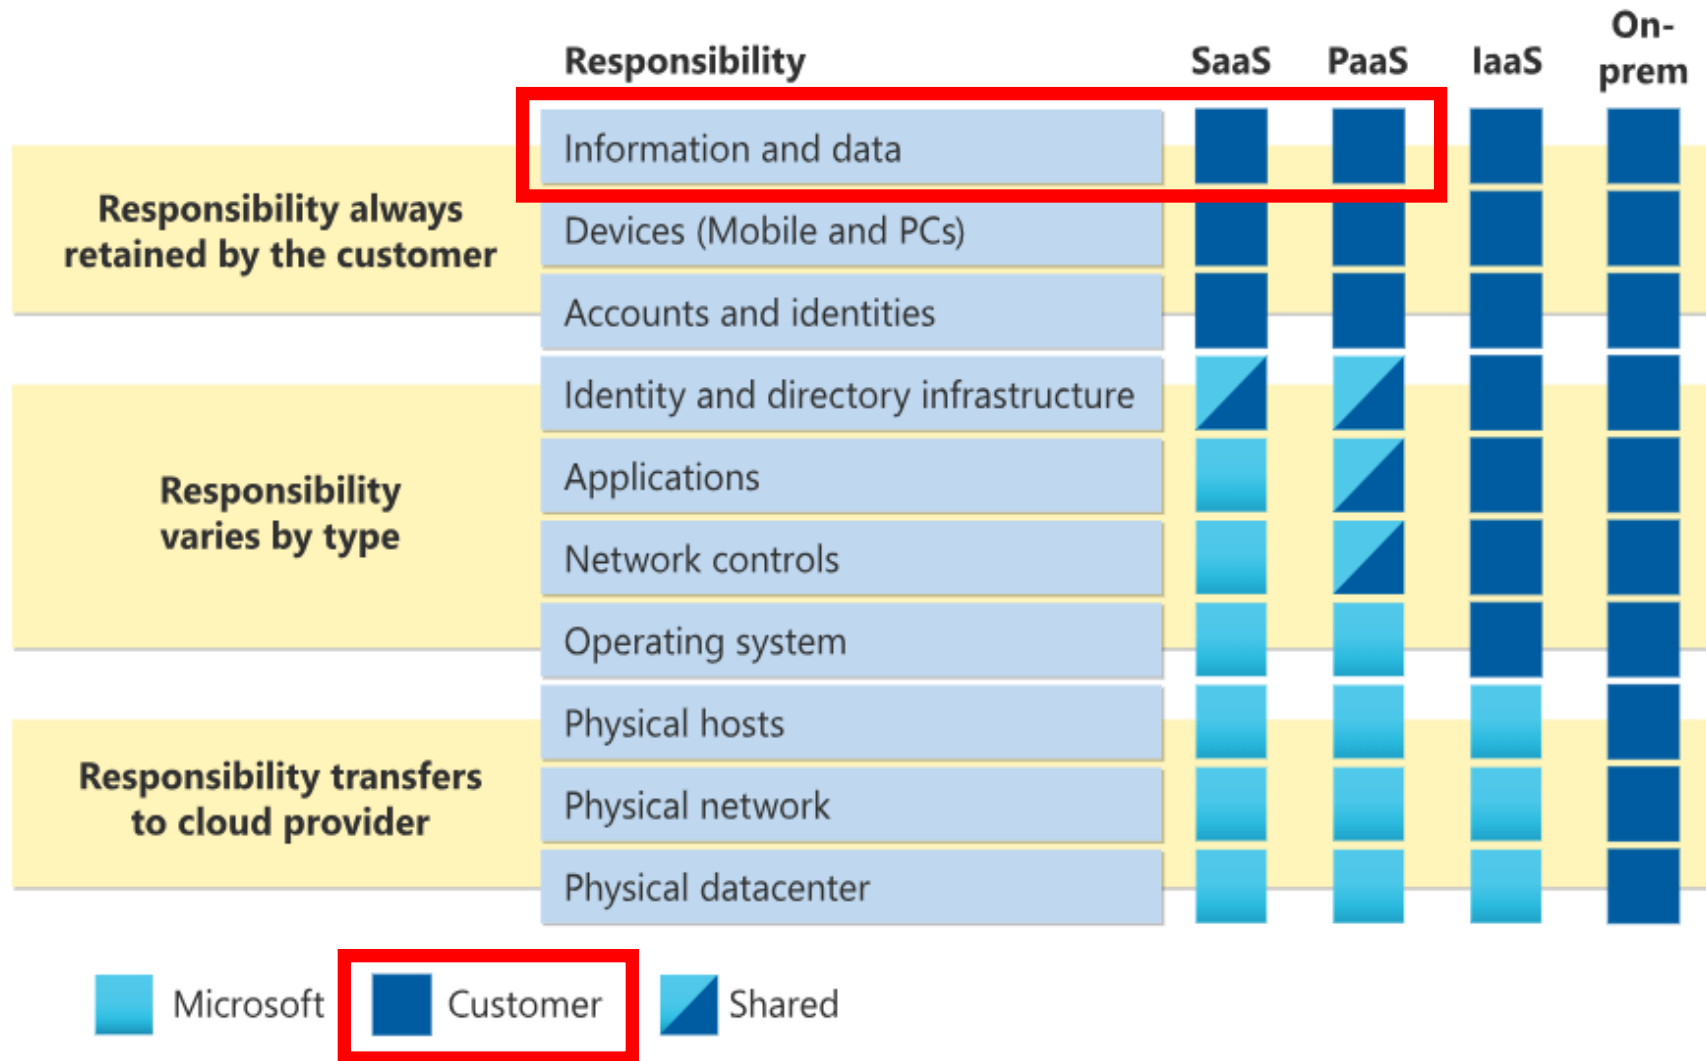 Responsibility SaaS PaaS IaaS On-
prem
Information and data
Responsibility always
retained by the customer
Devices (Mobile and PCs)
Accounts and identities
Identity and directory infrastructure
Responsibility
varies by type
Applications
Network controls
Operating system
Physical hosts
Responsibility transfers
to cloud provider
Physical network
Physical datacenter
Microsoft Customer Shared